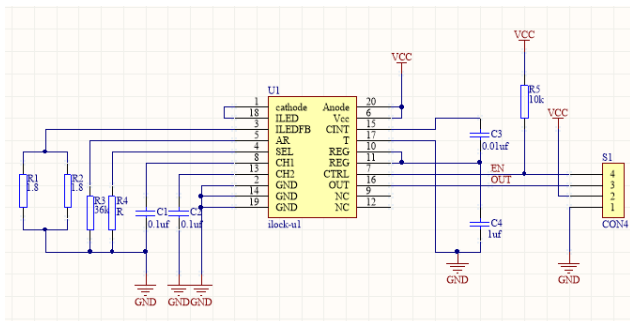 VCC
VCC
VCC
U1
R5
10k
1 cathode Anode 20
18 ILED Vcc 6
3 ILEDFB CINT 15
5 AR T 17
4 SEL REG 10
8 CH1 REG 11
13 CH2 CTRL 7
2 GND OUT 16
14 GND NC 9
19 GND NC 12
ilock-u1
C3
0.01uf
EN
OUT
S1
4
3
2
1
CON4
R1
1.8
R2
1.8
R3
36k
R4
R
C1
0.1uf
C2
0.1uf
C4
1uf
GND
GND
GND
GND
GND